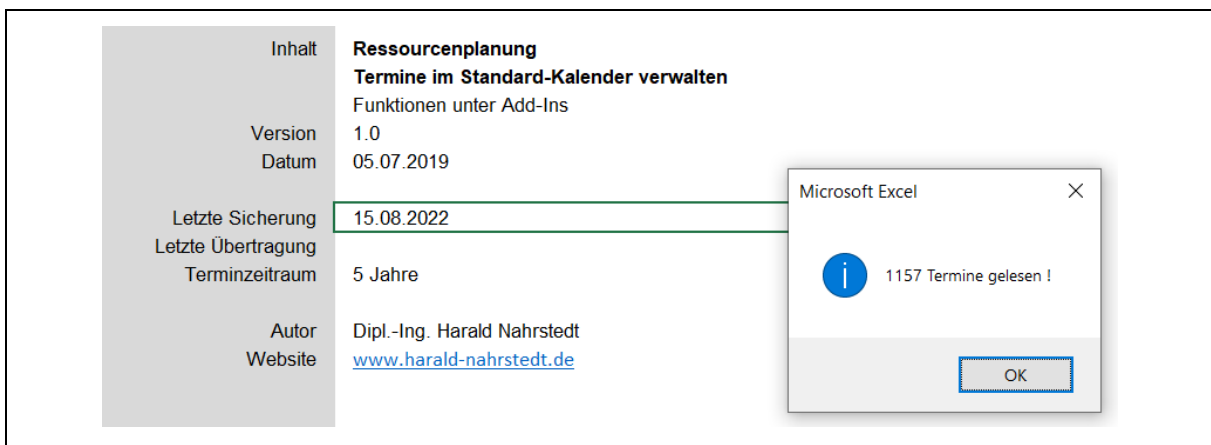 Inhalt Ressourcenplanung
Termine im Standard-Kalender verwalten
Funktionen unter Add-Ins
Version 1.0
Datum 05.07.2019
Letzte Sicherung 15.08.2022
Letzte Übertragung
Terminzeitraum 5 Jahre
Autor Dipl.-Ing. Harald Nahrstedt
Website www.harald-nahrstedt.de
Microsoft Excel
1157 Termine gelesen !
OK